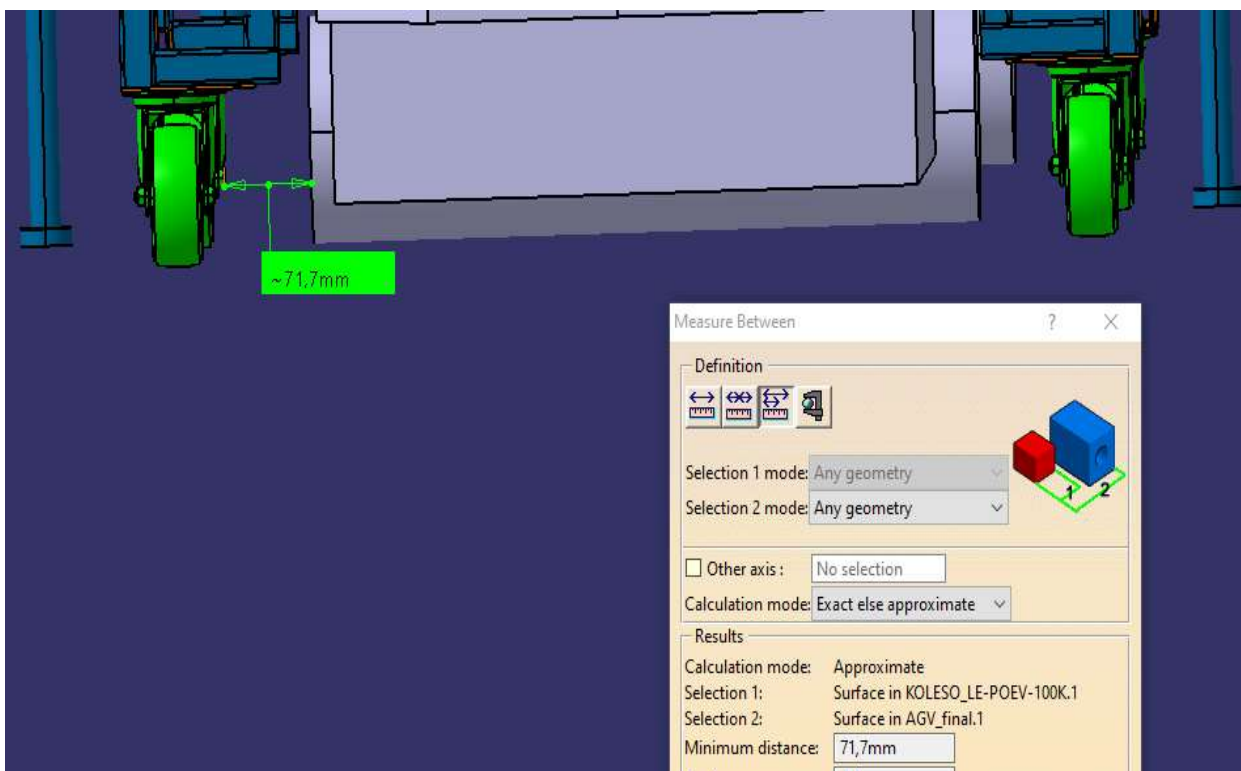 ~71,7mm
Measure Between ? X
Definition
Selection 1 mode: Any geometry
Selection 2 mode: Any geometry
1 2
Other axis : No selection
Calculation mode: Exact else approximate
Results
Calculation mode: Approximate
Selection 1: Surface in KOLESO_LE-POEV-100K.1
Selection 2: Surface in AGV_final.1
Minimum distance: 71,7mm